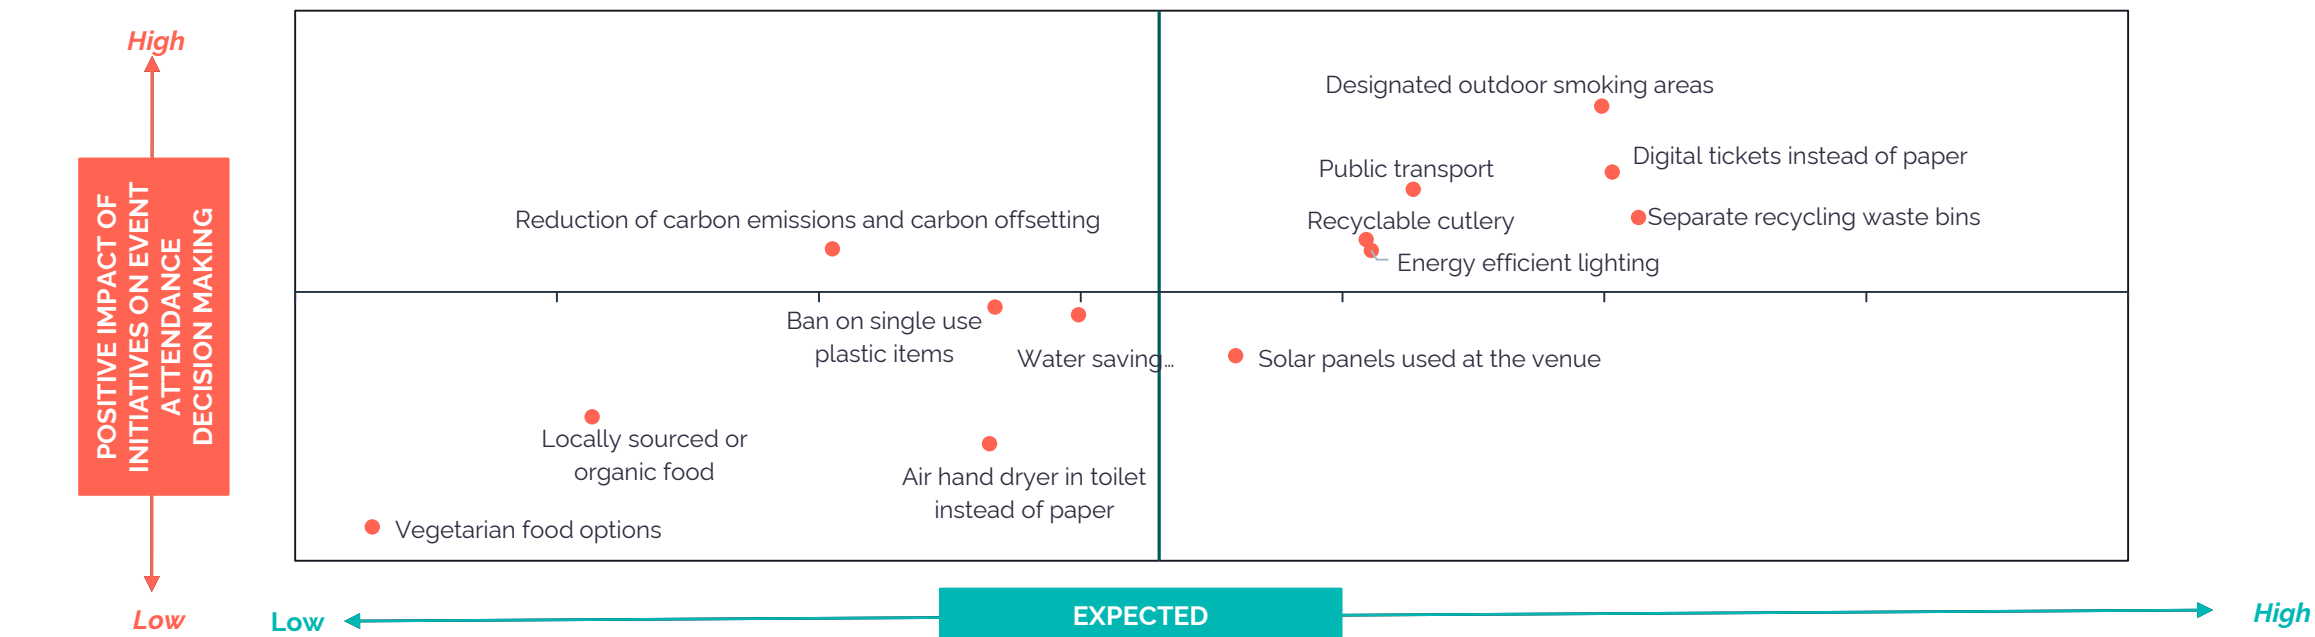 High
POSITIVE IMPACT OF
INITIATIVES ON EVENT
ATTENDANCE
DECISION MAKING
Low
Designated outdoor smoking areas
Digital tickets instead of paper
Public transport
Separate recycling waste bins
Recyclable cutlery
Reduction of carbon emissions and carbon offsetting
Energy efficient lighting
Ban on single use
plastic items
Water saving…
Solar panels used at the venue
Locally sourced or
organic food
Air hand dryer in toilet
instead of paper
Vegetarian food options
Low
EXPECTED
High